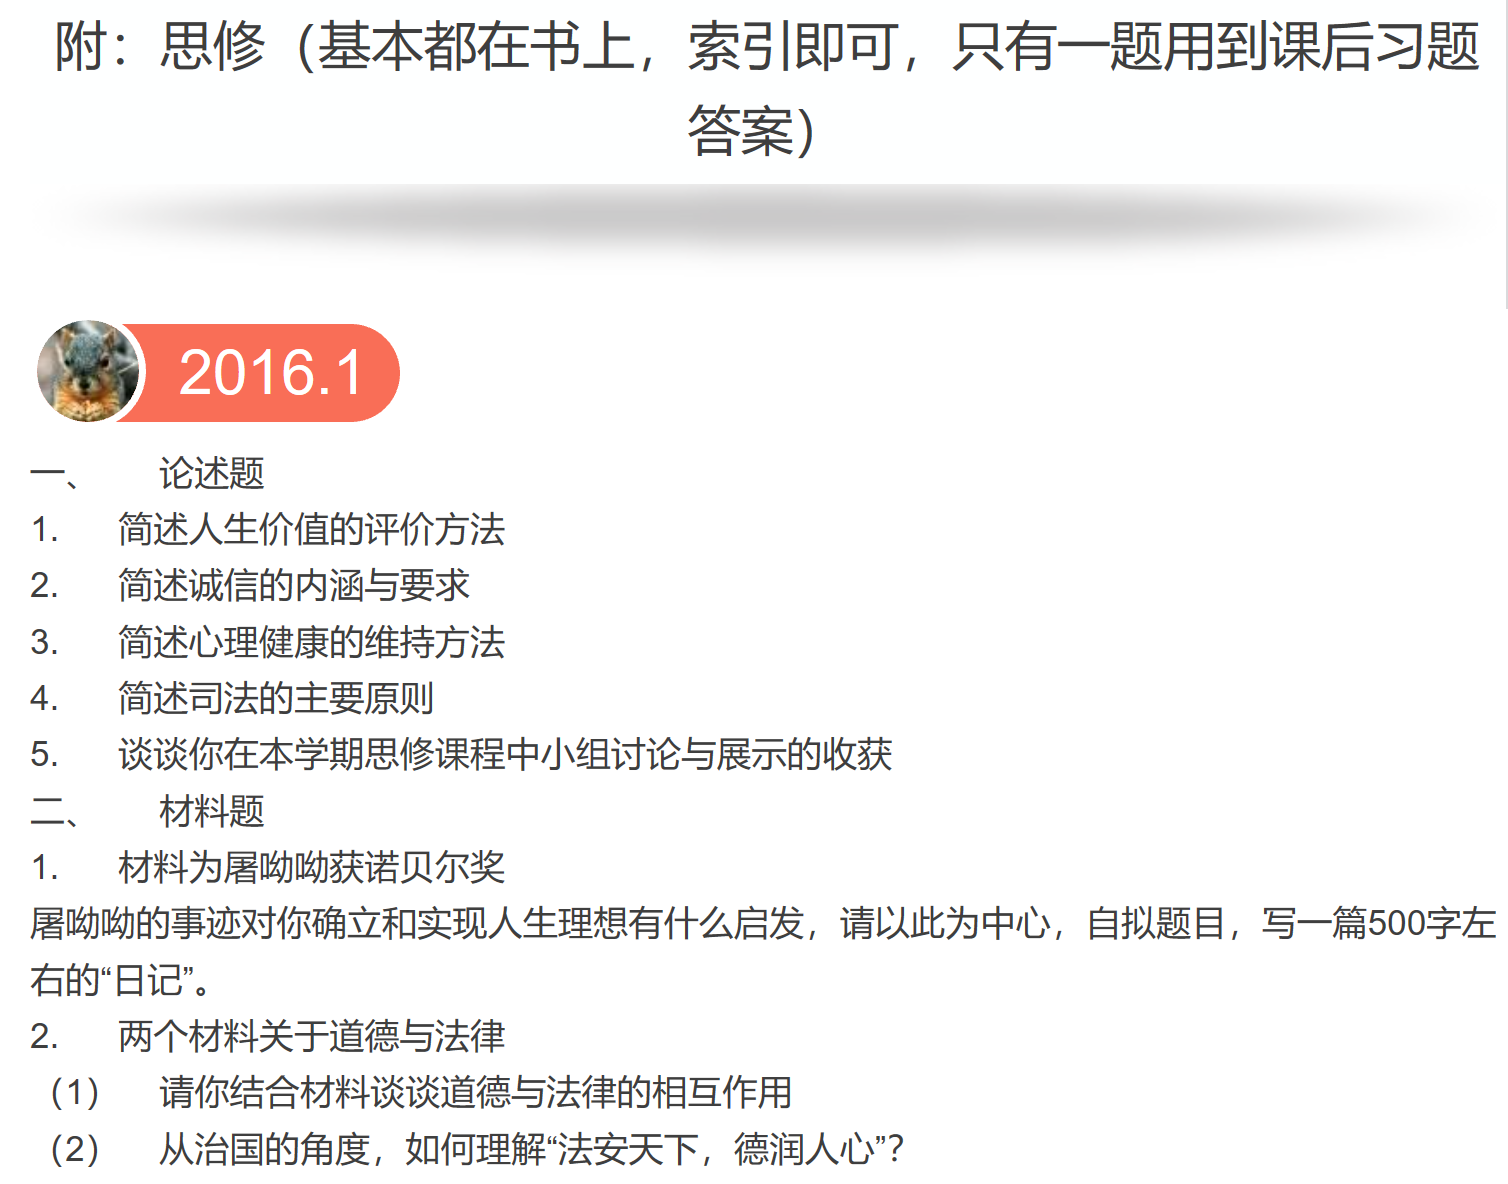 附：思修（基本都在书上，索引即可，只有一题用到课后习题
答案）
2016.1
一、 论述题
1. 简述人生价值的评价方法
2. 简述诚信的内涵与要求
3. 简述心理健康的维持方法
4. 简述司法的主要原则
5. 谈谈你在本学期思修课程中小组讨论与展示的收获
二、 材料题
1. 材料为屠呦呦获诺贝尔奖
屠呦呦的事迹对你确立和实现人生理想有什么启发，请以此为中心，自拟题目，写一篇500字左
右的“日记”。
2. 两个材料关于道德与法律
（1） 请你结合材料谈谈道德与法律的相互作用
（2） 从治国的角度，如何理解“法安天下，德润人心”？